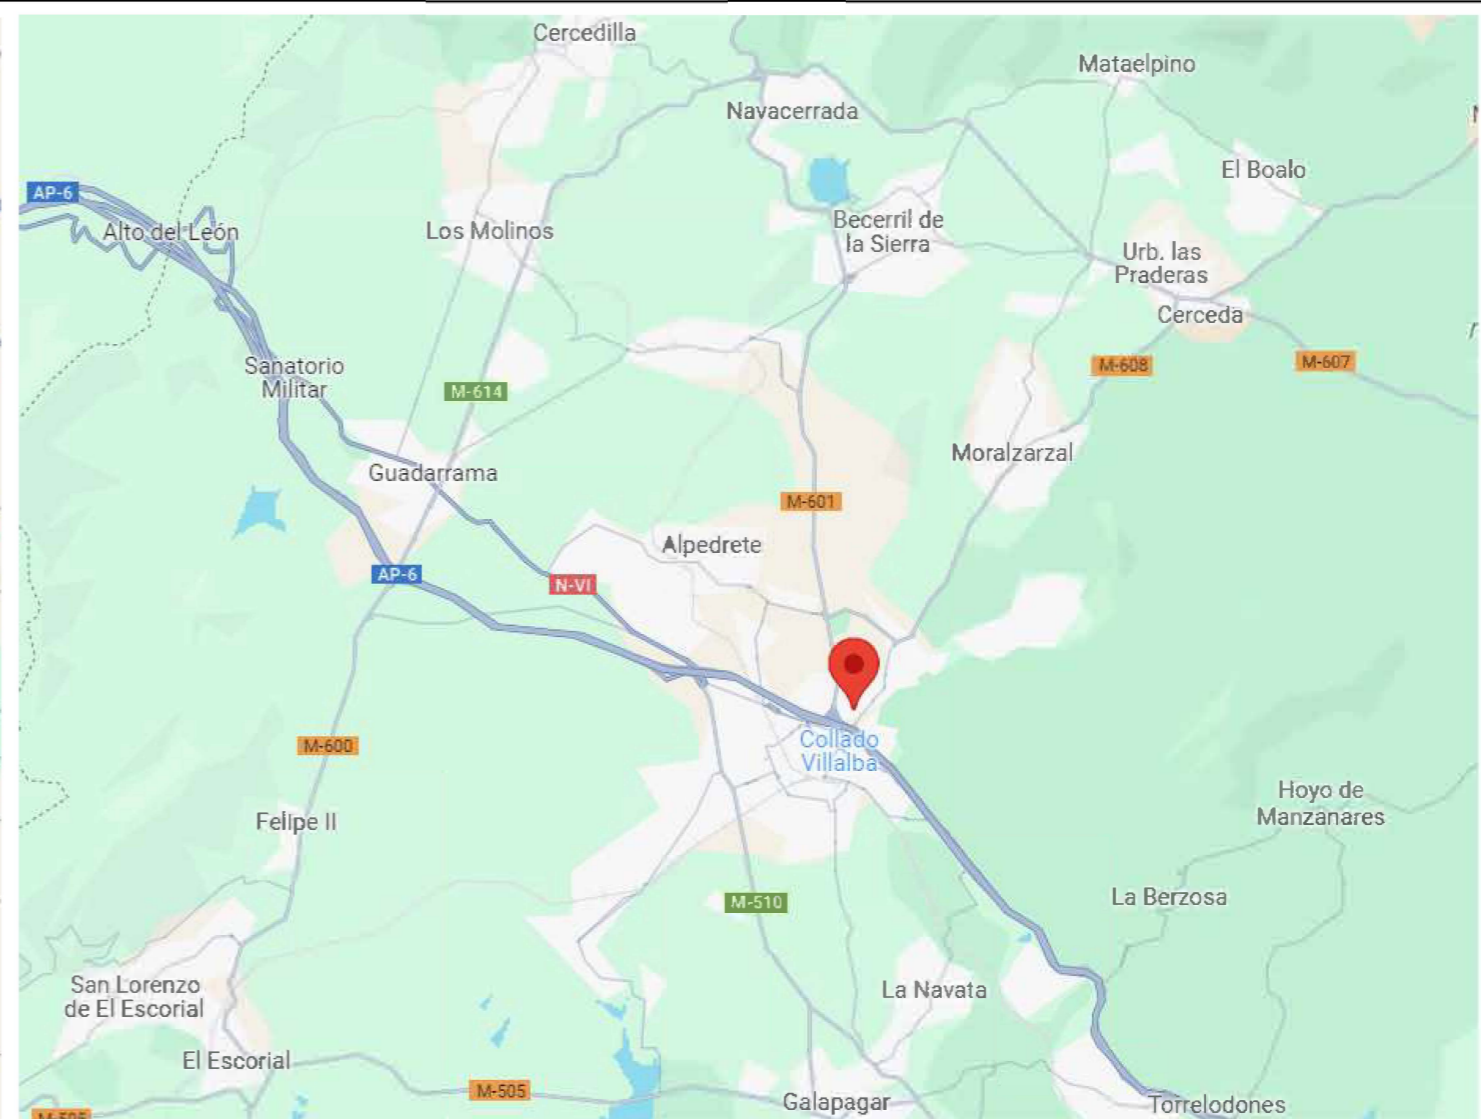 Cercedilla
Mataelpino
Navacerrada
El Boalo
AP-6
Alto del León
Los Molinos
Becerril de
la Sierra
Urb. las
Praderas
Cerceda
Sanatorio
Militar
M-614
M-608
M-607
Guadarrama
Moralzarzal
M-601
Alpedrete
AP-6
N-VI
M-600
Collado
Villalba
Felipe II
Hoyo de
Manzanares
M-510
La Berzosa
San Lorenzo
de El Escorial
La Navata
El Escorial
M-505
Galapagar
Torrelodones
M-505